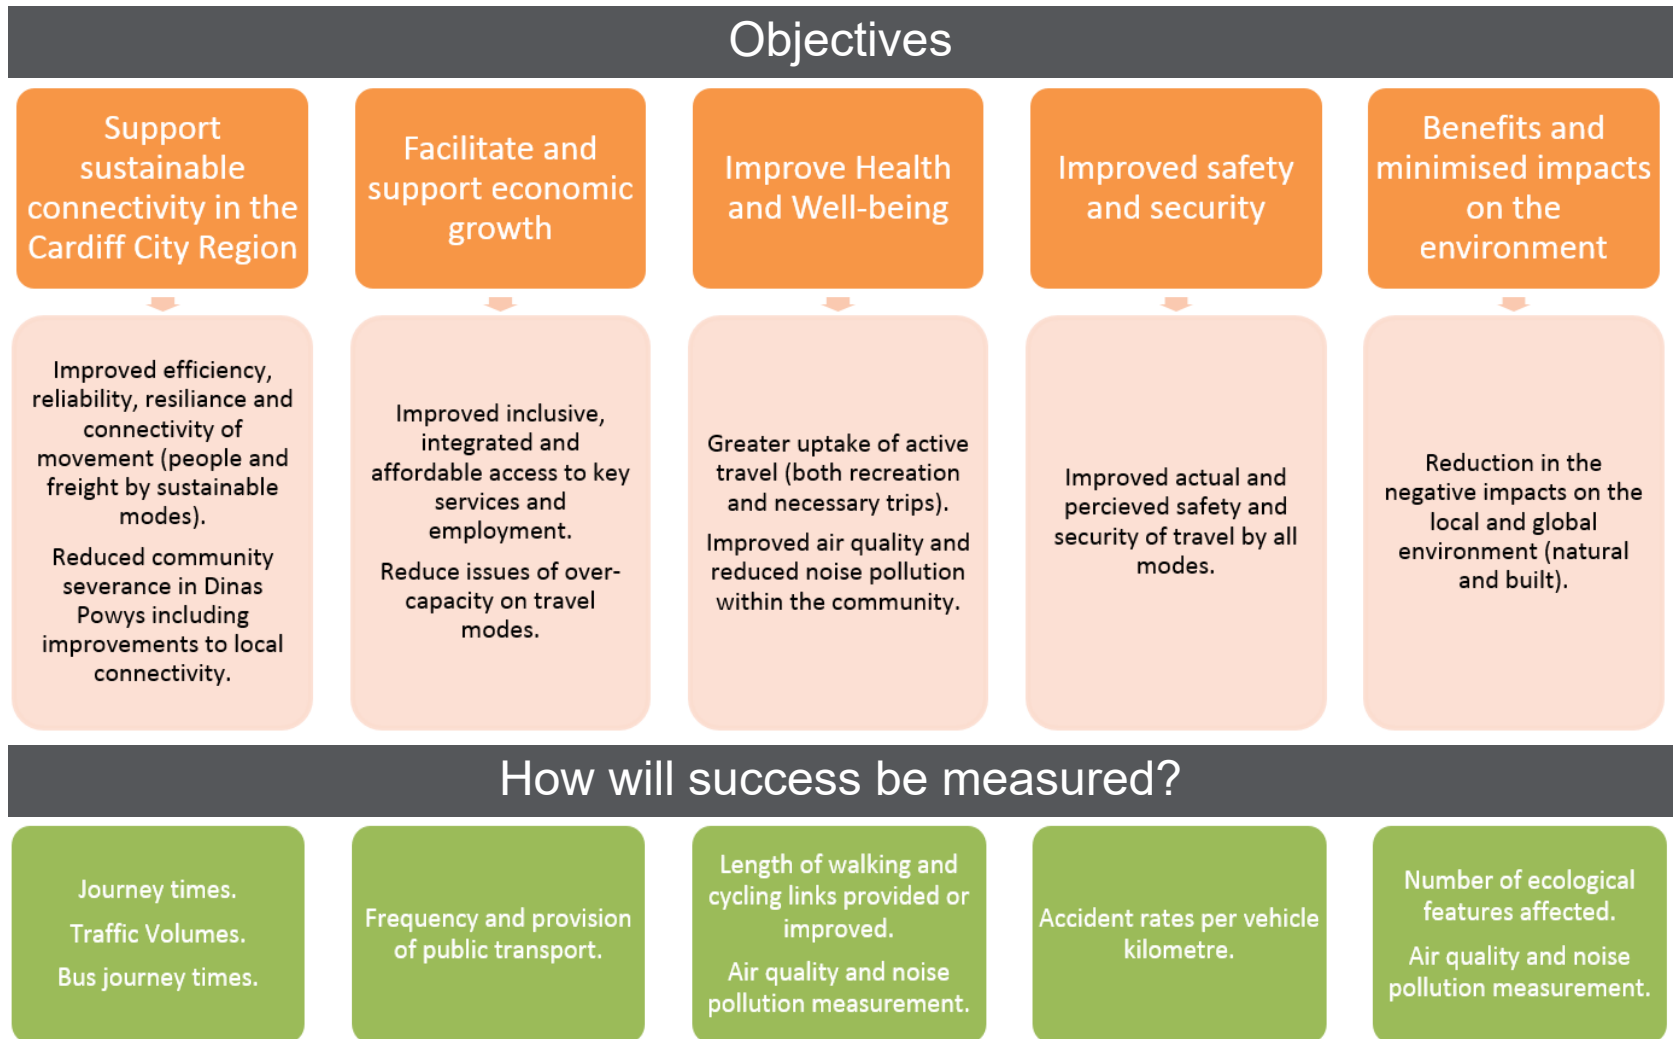 Objectives
Support
sustainable
connectivity in the
Cardiff City Region
Facilitate and
support economic
growth
Improve Health
and Well-being
Improved safety
and security
Benefits and
minimised impacts
on the
environment
Improved efficiency,
reliability, resiliance and
connectivity of
movement (people and
freight by sustainable
modes).
Reduced community
severance in Dinas
Powys including
improvements to local
connectivity.
Improved inclusive,
integrated and
affordable access to key
services and
employment.
Reduce issues of over-
capacity on travel
modes.
Greater uptake of active
travel (both recreation
and necessary trips).
Improved air quality and
reduced noise pollution
within the community.
Improved actual and
percieved safety and
security of travel by all
modes.
Reduction in the
negative impacts on the
local and global
environment (natural
and built).
How will success be measured?
Journey times.
Traffic Volumes.
Bus journey times.
Frequency and provision
of public transport.
Length of walking and
cycling links provided or
improved.
Air quality and noise
pollution measurement.
Accident rates per vehicle
kilometre.
Number of ecological
features affected.
Air quality and noise
pollution measurement.